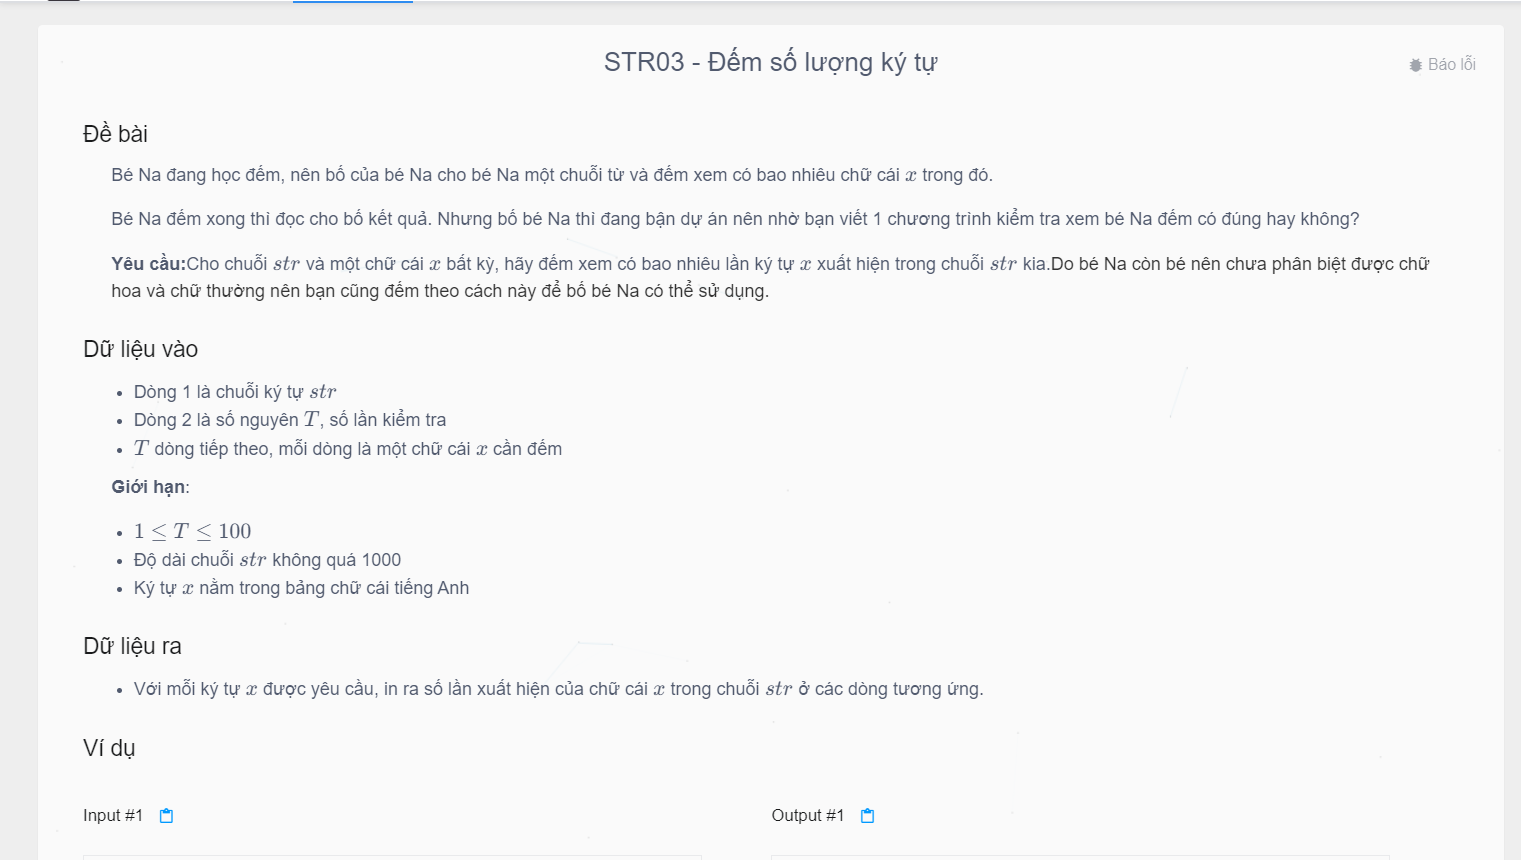 STR03 - Đếm số lượng ký tự
Báo lỗi
Đề bài
Bé Na đang học đếm, nên bố của bé Na cho bé Na một chuỗi từ và đếm xem có bao nhiêu chữ cái x trong đó.
Bé Na đếm xong thì đọc cho bố kết quả. Nhưng bố bé Na thì đang bận dự án nên nhờ bạn viết 1 chương trình kiểm tra xem bé Na đếm có đúng hay không?
Yêu cầu:Cho chuỗi str và một chữ cái x bất kỳ, hãy đếm xem có bao nhiêu lần ký tự x xuất hiện trong chuỗi str kia.Do bé Na còn bé nên chưa phân biệt được chữ
hoa và chữ thường nên bạn cũng đếm theo cách này để bố bé Na có thể sử dụng.
Dữ liệu vào
• Dòng 1 là chuỗi ký tự str
• Dòng 2 là số nguyên T, số lần kiểm tra
• T dòng tiếp theo, mỗi dòng là một chữ cái x cần đếm
Giới hạn:
• 1 ≤ T ≤ 100
• Độ dài chuỗi str không quá 1000
• Ký tự x nằm trong bảng chữ cái tiếng Anh
Dữ liệu ra
• Với mỗi ký tự x được yêu cầu, in ra số lần xuất hiện của chữ cái x trong chuỗi str ở các dòng tương ứng.
Ví dụ
Input #1
Output #1